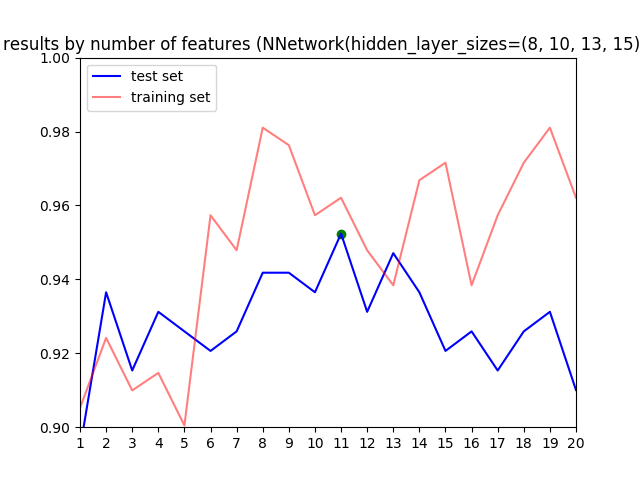 results by number of features (NNetwork(hidden_layer_sizes=(8, 10, 13, 15)
1.00
test set
training set
0.98
0.96
0.94
0.92
0.90
1 2 3 4 5 6 7 8 9 10 11 12 13 14 15 16 17 18 19 20